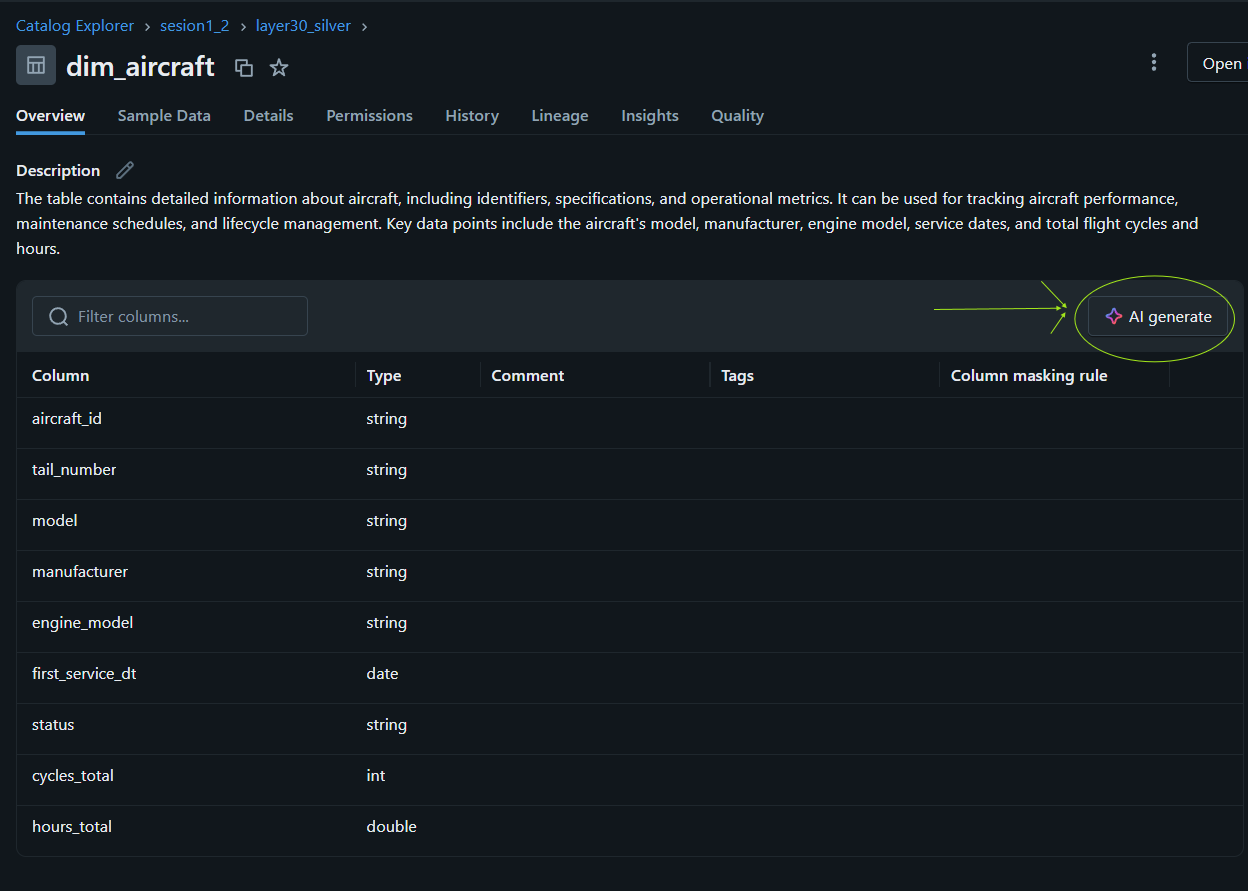 Catalog Explorer › sesion1_2 › layer30_silver ›
dim_aircraft
Open
Overview Sample Data Details Permissions History Lineage Insights Quality
Description
The table contains detailed information about aircraft, including identifiers, specifications, and operational metrics. It can be used for tracking aircraft performance,
maintenance schedules, and lifecycle management. Key data points include the aircraft's model, manufacturer, engine model, service dates, and total flight cycles and
hours.
Filter columns... AI generate
Column Type Comment Tags Column masking rule
aircraft_id string
tail_number string
model string
manufacturer string
engine_model string
first_service_dt date
status string
cycles_total int
hours_total double